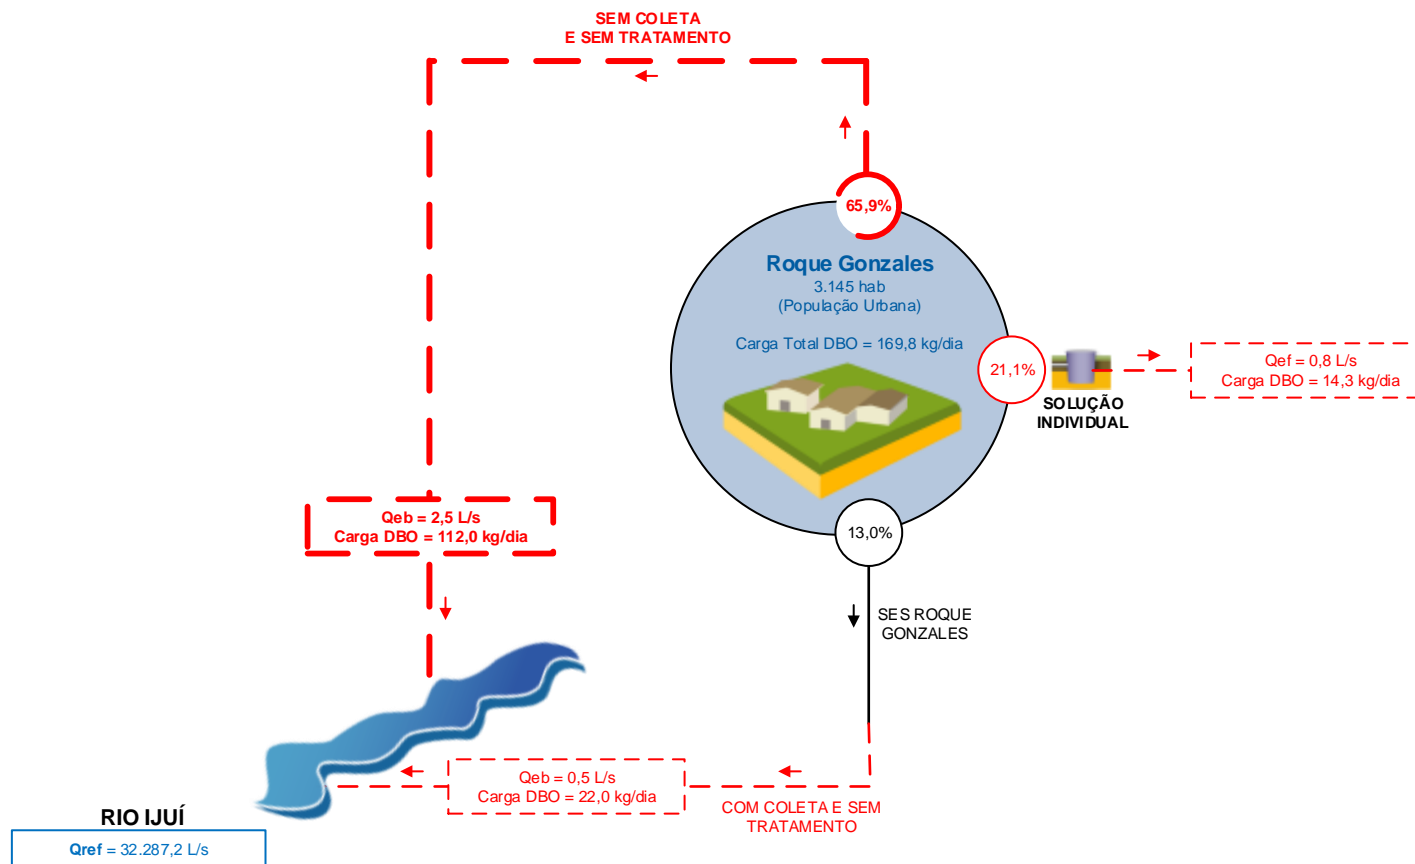 SEM COLETA
E SEM TRATAMENTO
65,9%
Roque Gonzales
3.145 hab
(População Urbana)
Carga Total DBO = 169,8 kg/dia
21,1%
SOLUÇÃO
INDIVIDUAL
Qef = 0,8 L/s
Carga DBO = 14,3 kg/dia
Qeb = 2,5 L/s
Carga DBO = 112,0 kg/dia
13,0%
SES ROQUE
GONZALES
Qeb = 0,5 L/s
Carga DBO = 22,0 kg/dia
COM COLETA E SEM
TRATAMENTO
RIO IJUÍ
Qref = 32.287,2 L/s